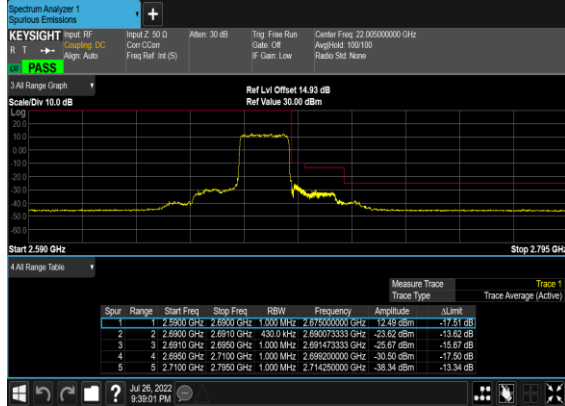 Spectrum Analyzer 1
Spurious Emissions
+
KEYSIGHT Input: RF Input Z: 50 Ω Atten: 30 dB Trig: Free Run Center Freq: 22.005000000 GHz
R T Coupling: DC Corr CCorr Gate: Off Avg|Hold: 100/100
Align: Auto Freq Ref: Int (S) IF Gain: Low Radio Std: None
PASS
3 All Range Graph
Ref Lvl Offset 14.93 dB
Scale/Div 10.0 dB Ref Value 30.00 dBm
Log
20.0
10.0
0.00
-10.0
-20.0
-30.0
-40.0
-50.0
-60.0
Start 2.590 GHz Stop 2.795 GHz
4 All Range Table
Measure Trace Trace 1
Trace Type Trace Average (Active)
Spur Range Start Freq Stop Freq RBW Frequency Amplitude ΔLimit
1 1 2.5900 GHz 2.6900 GHz 1.000 MHz 2.675000000 GHz 12.49 dBm -17.51 dB
2 2 2.6900 GHz 2.6910 GHz 430.0 kHz 2.690073333 GHz -23.62 dBm -13.62 dB
3 3 2.6910 GHz 2.6950 GHz 1.000 MHz 2.691473333 GHz -25.67 dBm -15.67 dB
4 4 2.6950 GHz 2.7100 GHz 1.000 MHz 2.699200000 GHz -30.50 dBm -17.50 dB
5 5 2.7100 GHz 2.7950 GHz 1.000 MHz 2.714250000 GHz -38.34 dBm -13.34 dB
? Jul 26, 2022
9:39:01 PM